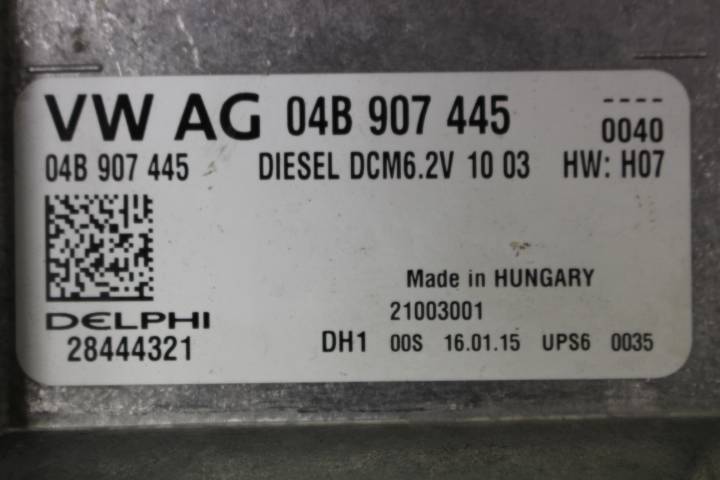 VW AG 04B 907 445 ----
0040
04B 907 445 DIESEL DCM6.2V 10 03 HW: H07
Made in HUNGARY
21003001
DELPHI
28444321 DH1 00S 16.01.15 UPS6 0035